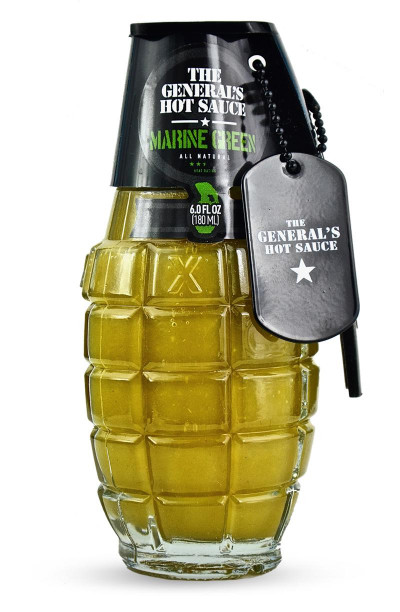 THE
GENERAL'S
HOT SAUCE
MARINE GREEN
ALL NATURAL
6.0 FL OZ
(180 ML)
X
THE
GENERAL'S
HOT SAUCE